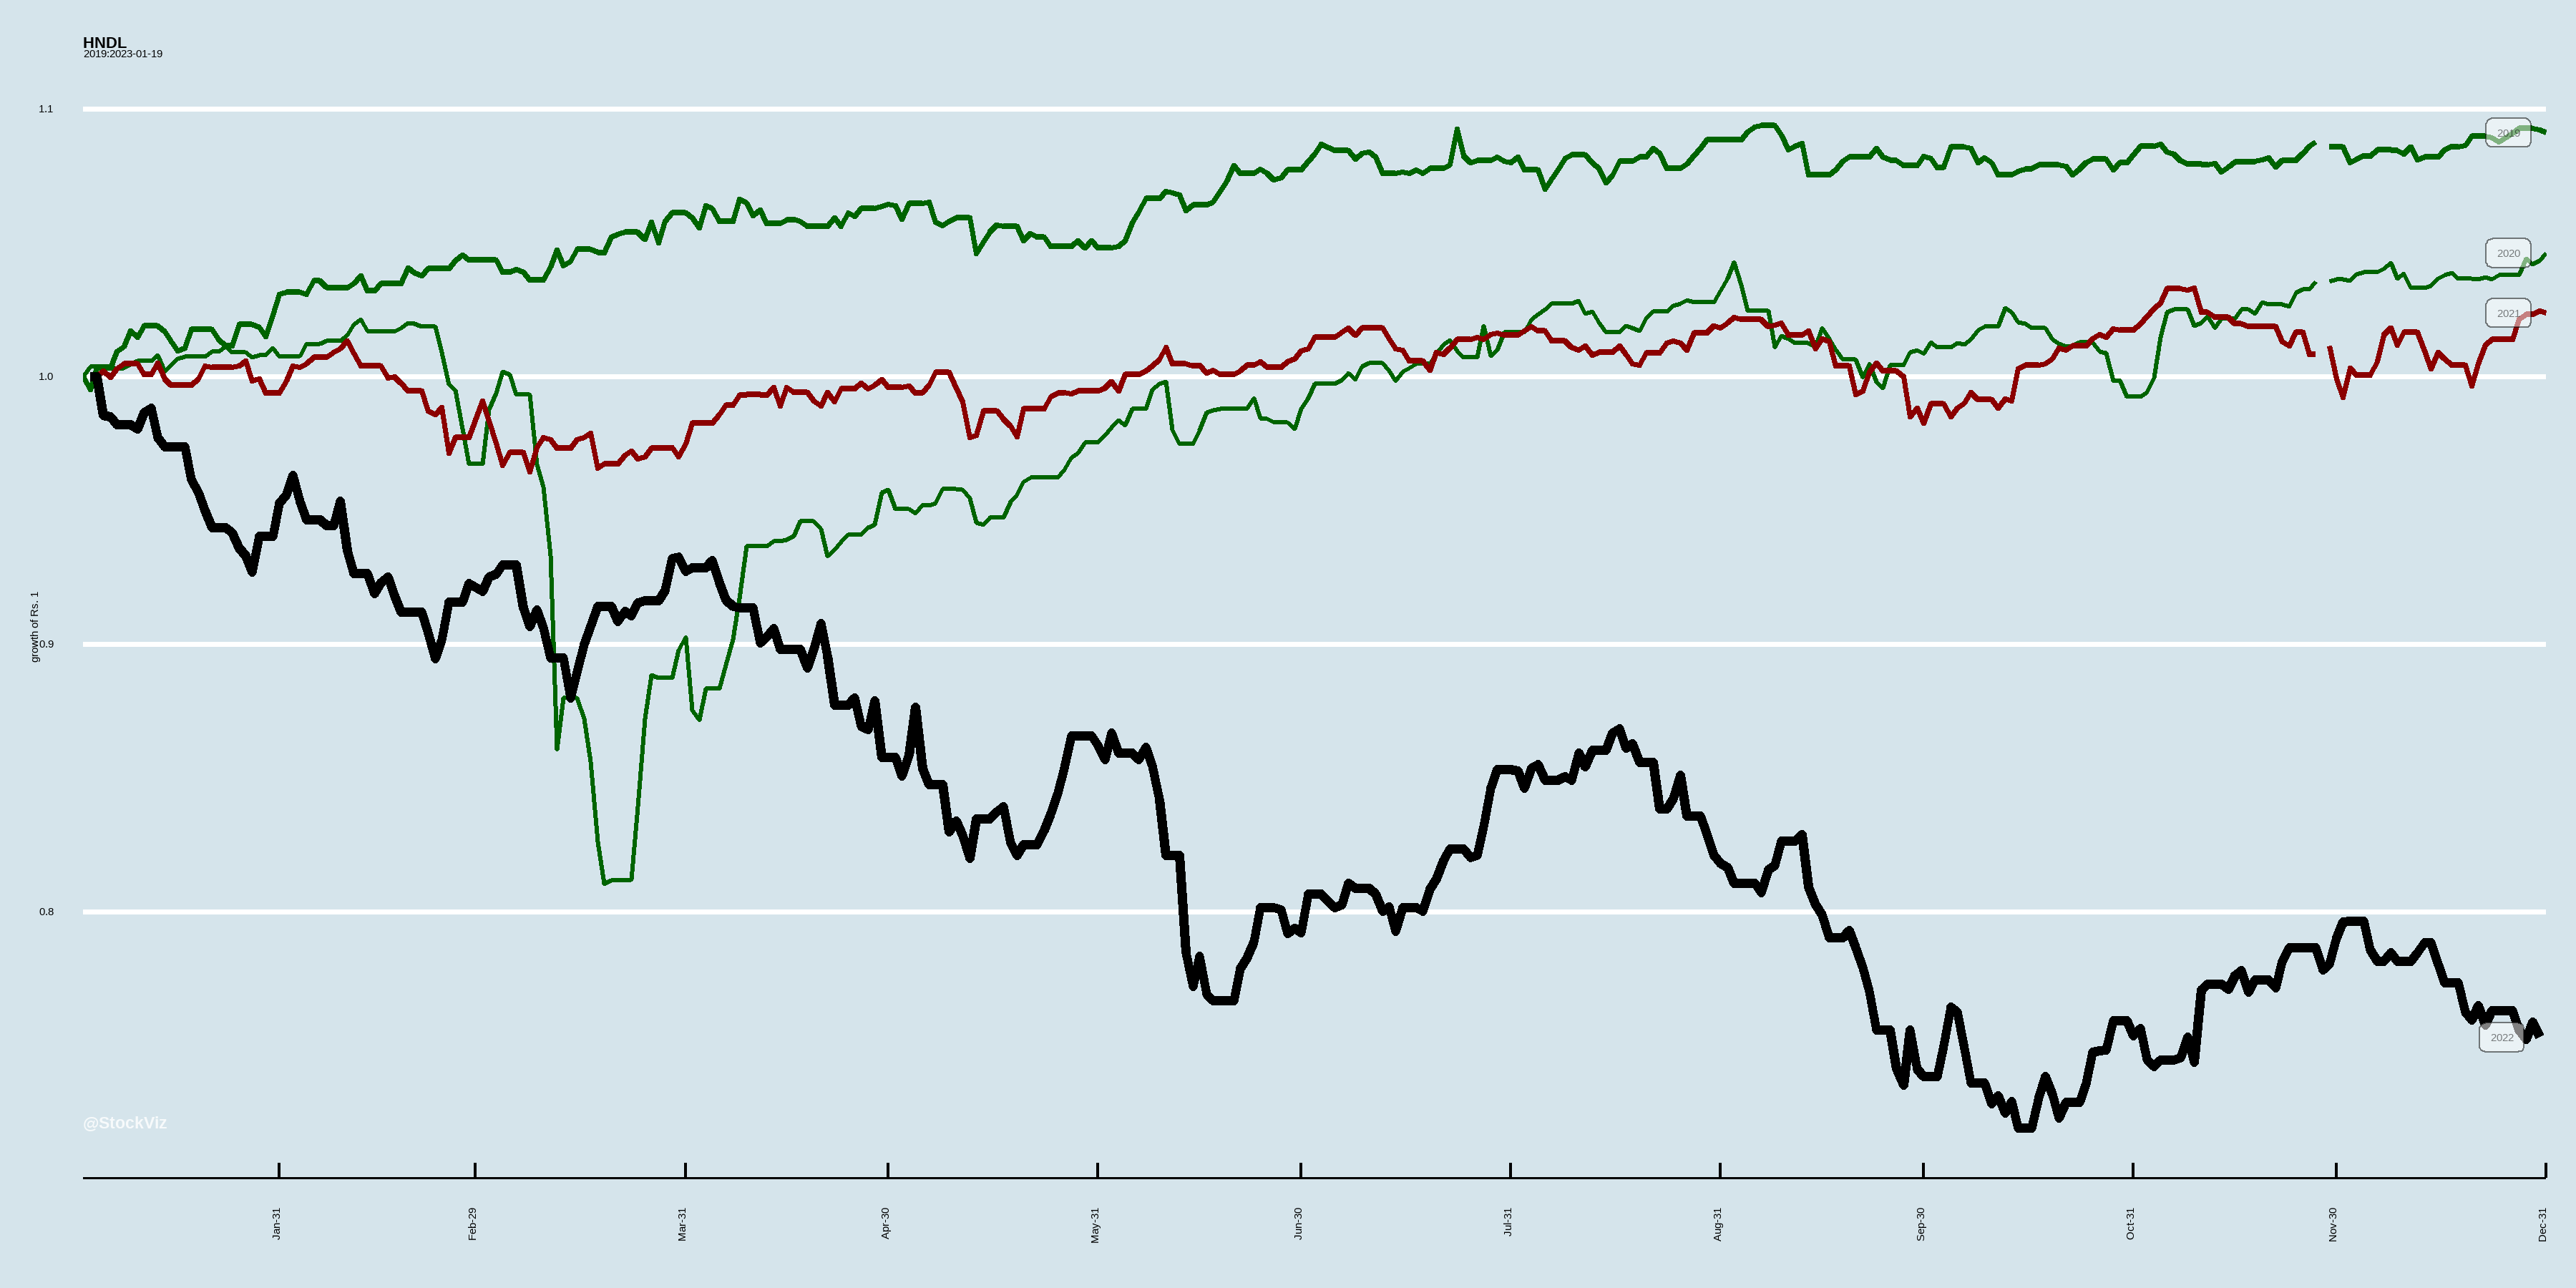 HNDL
2019:2023-01-19
1.1
2019
2020
2021
1.0
growth of Rs. 1
0.9
0.8
2022
@StockViz
Jan-31
Feb-29
Mar-31
Apr-30
May-31
Jun-30
Jul-31
Aug-31
Sep-30
Oct-31
Nov-30
Dec-31